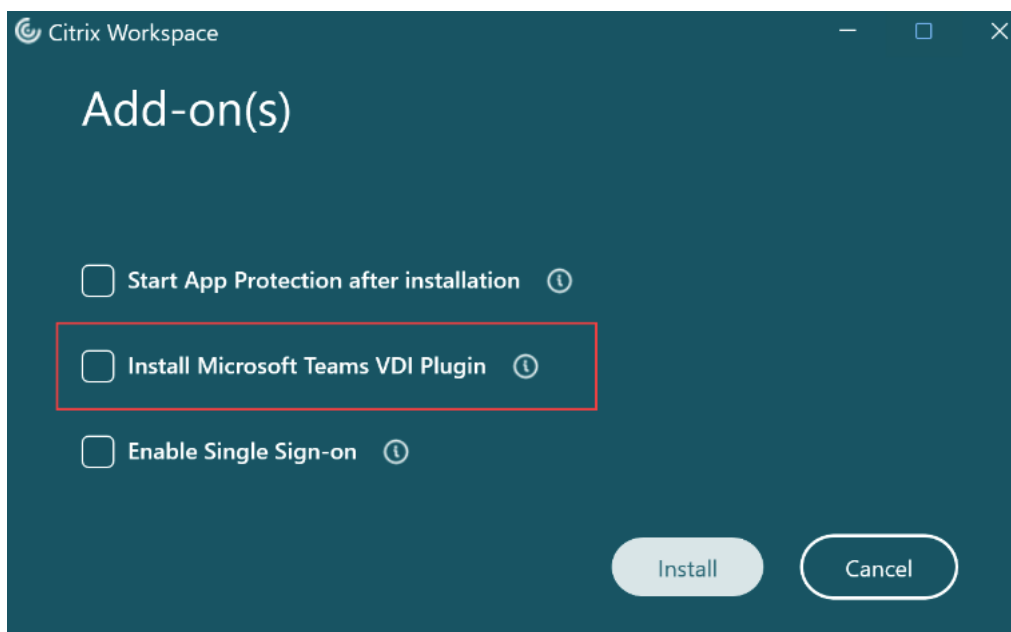 Citrix Workspace
Add-on(s)
Start App Protection after installation
Install Microsoft Teams VDI Plugin
Enable Single Sign-on
Install
Cancel